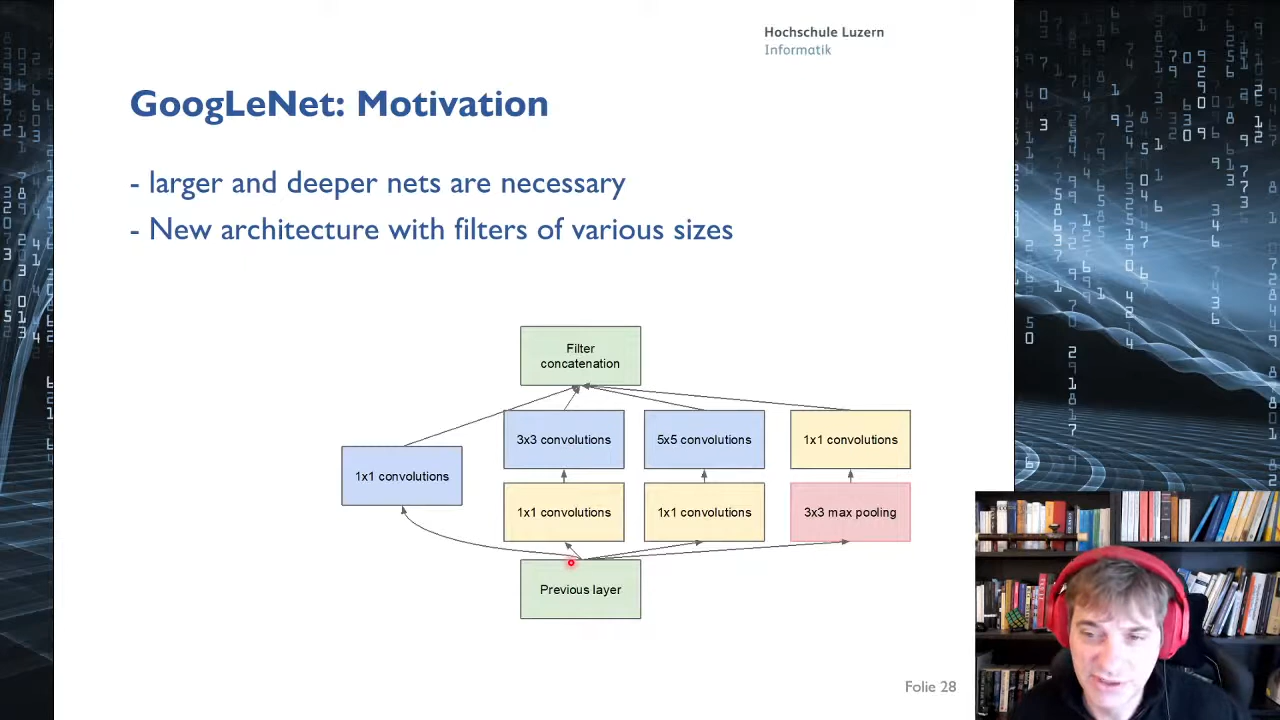 Hochschule Luzern
Informatik
GoogLeNet: Motivation
- larger and deeper nets are necessary
- New architecture with filters of various sizes
Filter
concatenation
3x3 convolutions
5x5 convolutions
1x1 convolutions
1x1 convolutions
1x1 convolutions
1x1 convolutions
3x3 max pooling
Previous layer
Folie 28